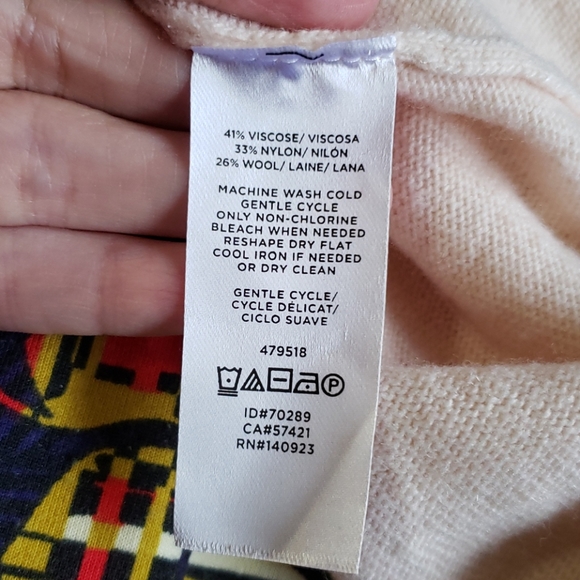 41% VISCOSE/ VISCOSA
33% NYLON/ NILÓN
26% WOOL/ LAINE/ LANA
MACHINE WASH COLD
GENTLE CYCLE
ONLY NON-CHLORINE
BLEACH WHEN NEEDED
RESHAPE DRY FLAT
COOL IRON IF NEEDED
OR DRY CLEAN
GENTLE CYCLE/
CYCLE DÉLICAT/
CICLO SUAVE
479518
P
ID#70289
CA#57421
RN#140923